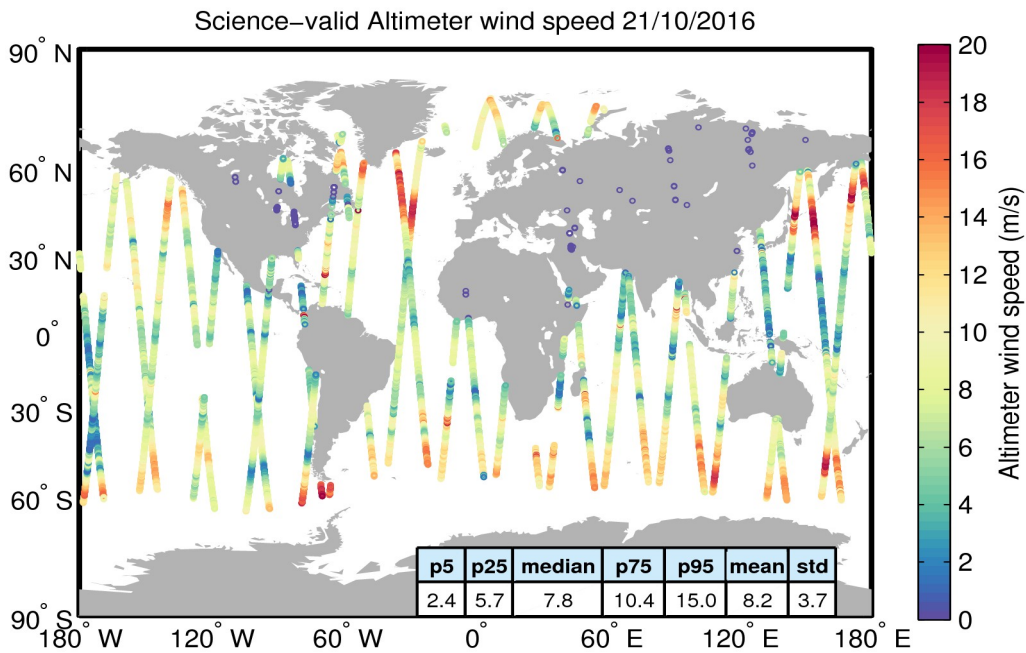 Science−valid Altimeter wind speed 21/10/2016
90° N
60° N
30° N
0°
30° S
60° S
90° S
180° W
120° W
60° W
0°
60° E
120° E
180° E
p5 p25 median p75 p95 mean std
2.4 5.7 7.8 10.4 15.0 8.2 3.7
20
18
16
14
12
10
8
6
4
2
0
Altimeter wind speed (m/s)